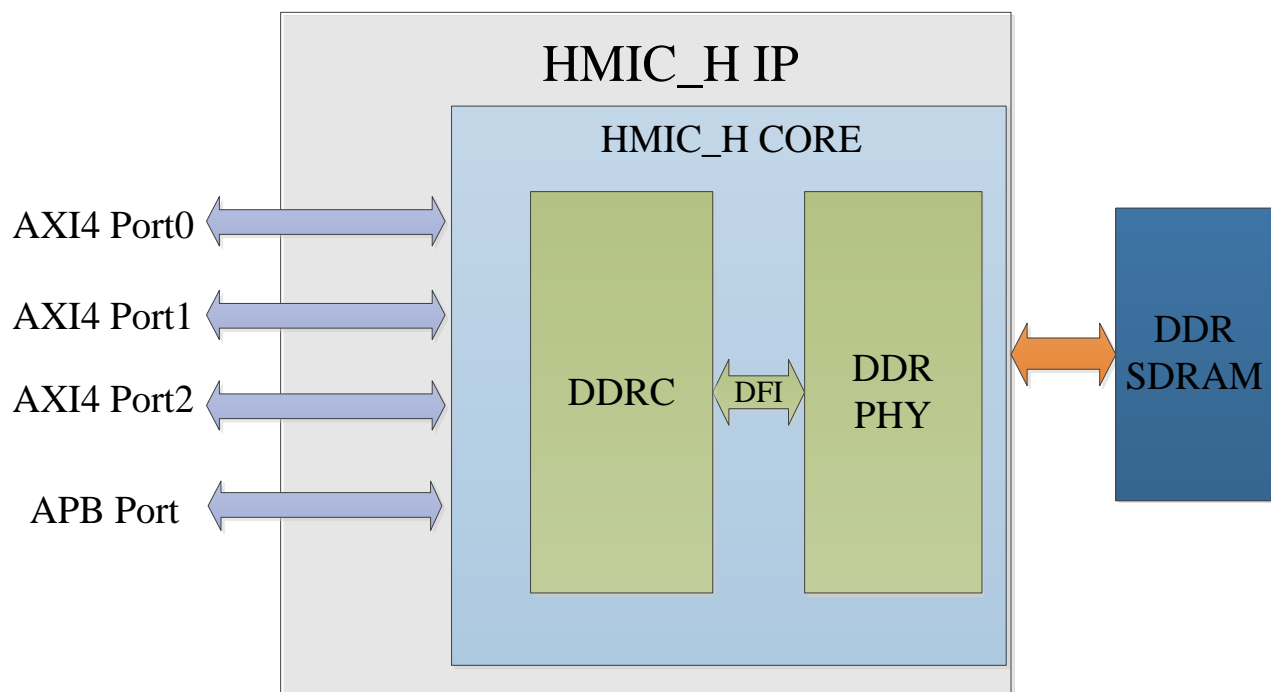 HMIC_H IP
HMIC_H CORE
AXI4 Port0
AXI4 Port1
AXI4 Port2
APB Port
DDRC
DFI
DDR
PHY
DDR
SDRAM